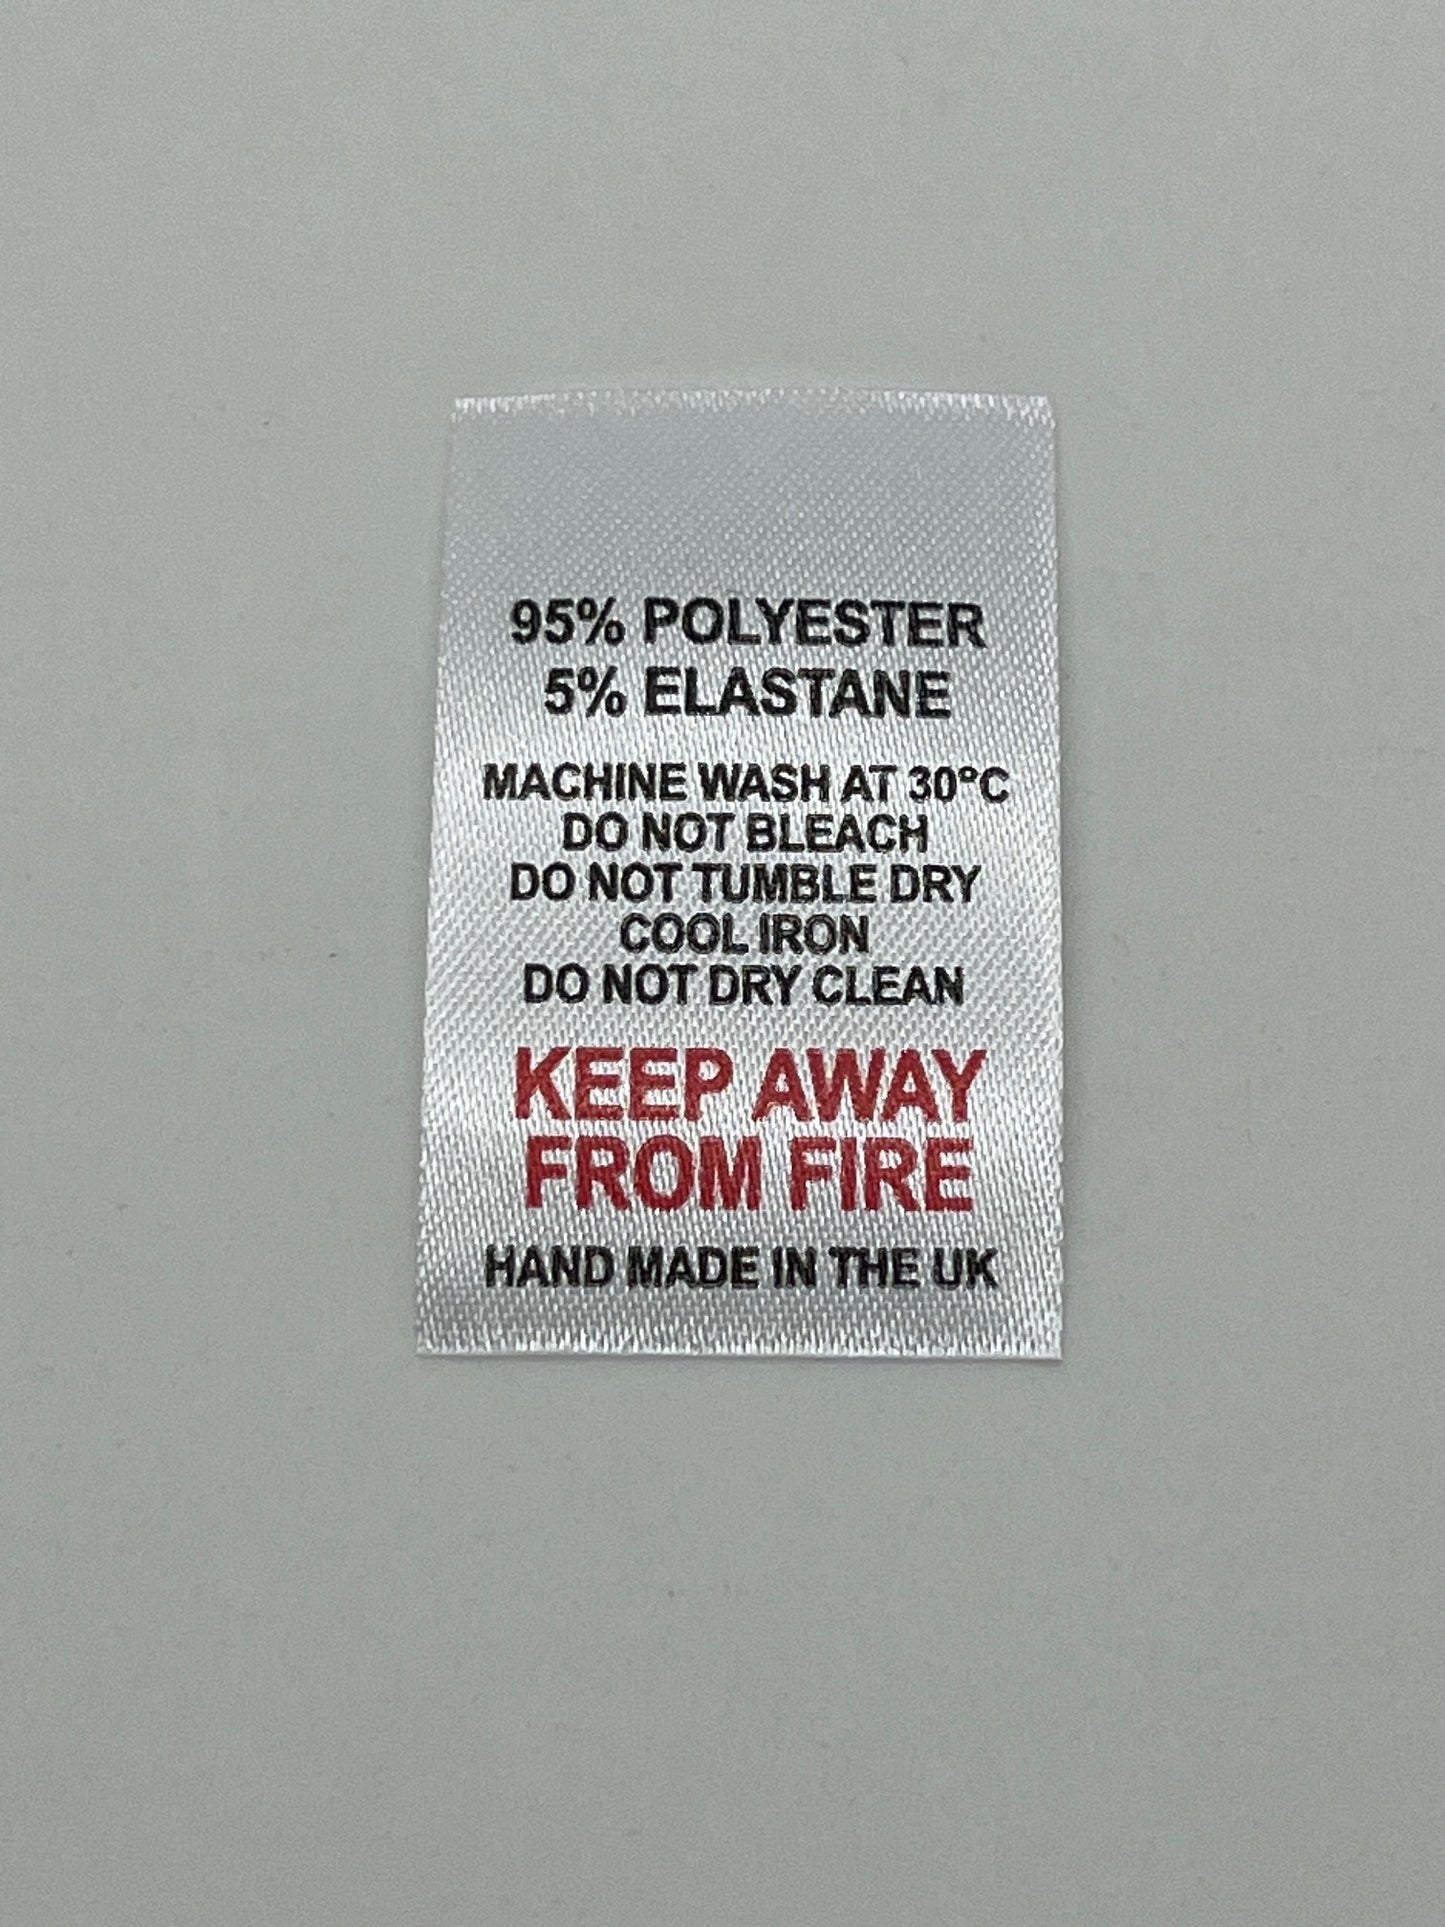 95% POLYESTER
5% ELASTANE
MACHINE WASH AT 30°C
DO NOT BLEACH
DO NOT TUMBLE DRY
COOL IRON
DO NOT DRY CLEAN
KEEP AWAY
FROM FIRE
HAND MADE IN THE UK